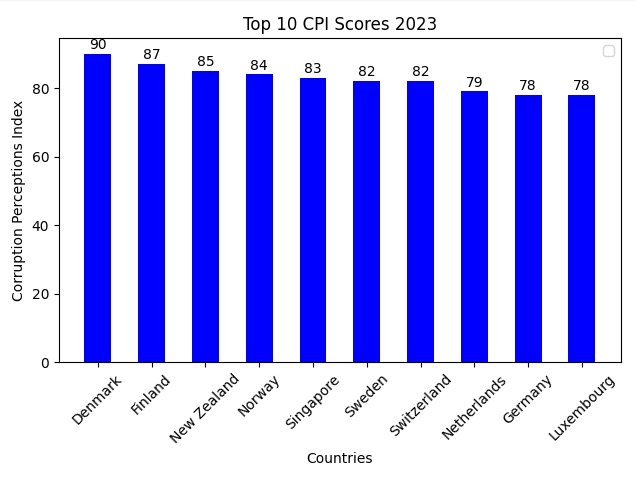 Top 10 CPI Scores 2023
90
87
85
84
83
82
82
79
78
78
80
60
40
20
0
Corruption Perceptions Index
Denmark
Finland
New Zealand
Norway
Singapore
Sweden
Switzerland
Netherlands
Germany
Luxembourg
Countries